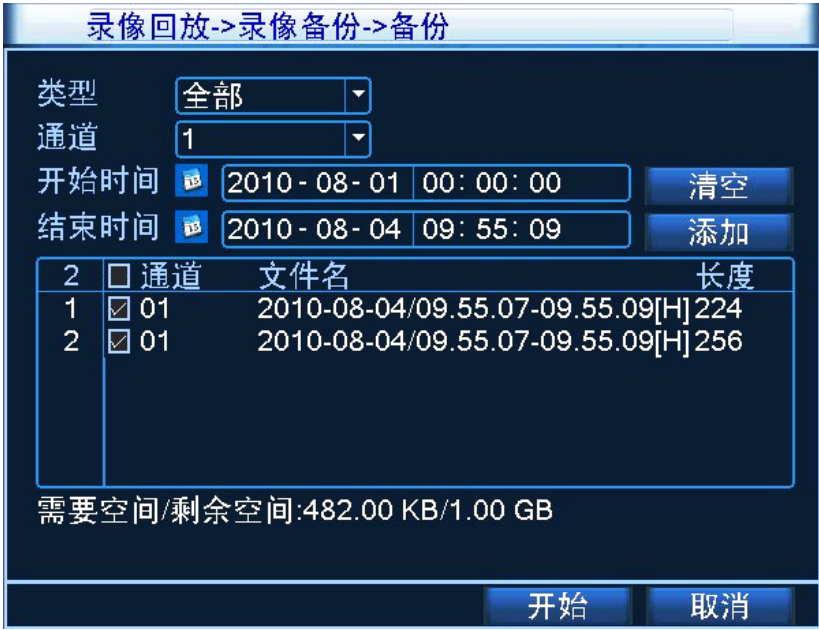 录像回放->录像备份->备份
类型 全部
通道 1
开始时间 2010 - 08 - 01 00: 00: 00 清空
结束时间 2010 - 08 - 04 09: 55: 09 添加
2 通道 文件名 长度
1 01 2010-08-04/09.55.07-09.55.09[H] 224
2 01 2010-08-04/09.55.07-09.55.09[H] 256
需要空间/剩余空间:482.00 KB/1.00 GB
开始 取消